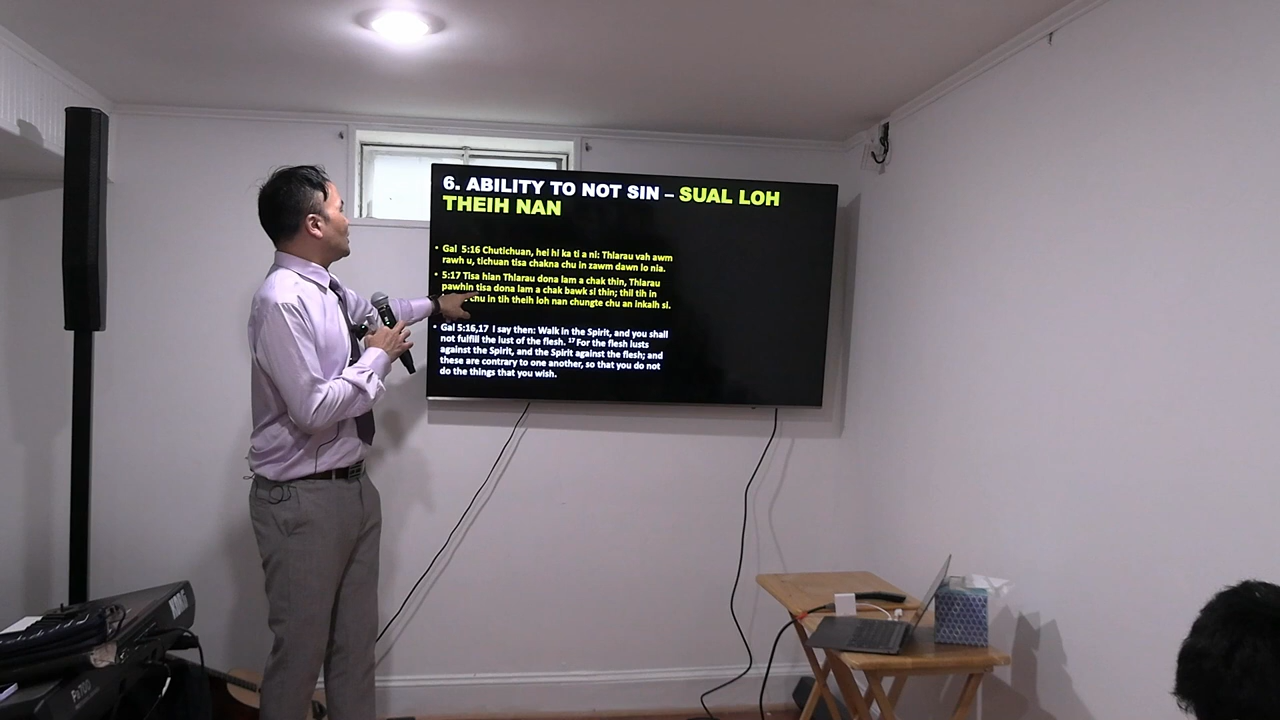 6. ABILITY TO NOT SIN – SUAL LOH
THEIH NAN
• Gal 5:16 Chutichuan, hei hi ka ti a ni: Thlarau vah awm
rawh u, tichuan tisa chakna chu in zawm dawn lo nia.
• 5:17 Tisa hian Thlarau dona lam a chak thin, Thlarau
pawhin tisa dona lam a chak bawk si thin; thil tih in
chu in tih theih loh nan chungte chu an inkalh si.
• Gal 5:16,17 I say then: Walk in the Spirit, and you shall
not fulfill the lust of the flesh. 17 For the flesh lusts
against the Spirit, and the Spirit against the flesh; and
these are contrary to one another, so that you do not
do the things that you wish.
KORG